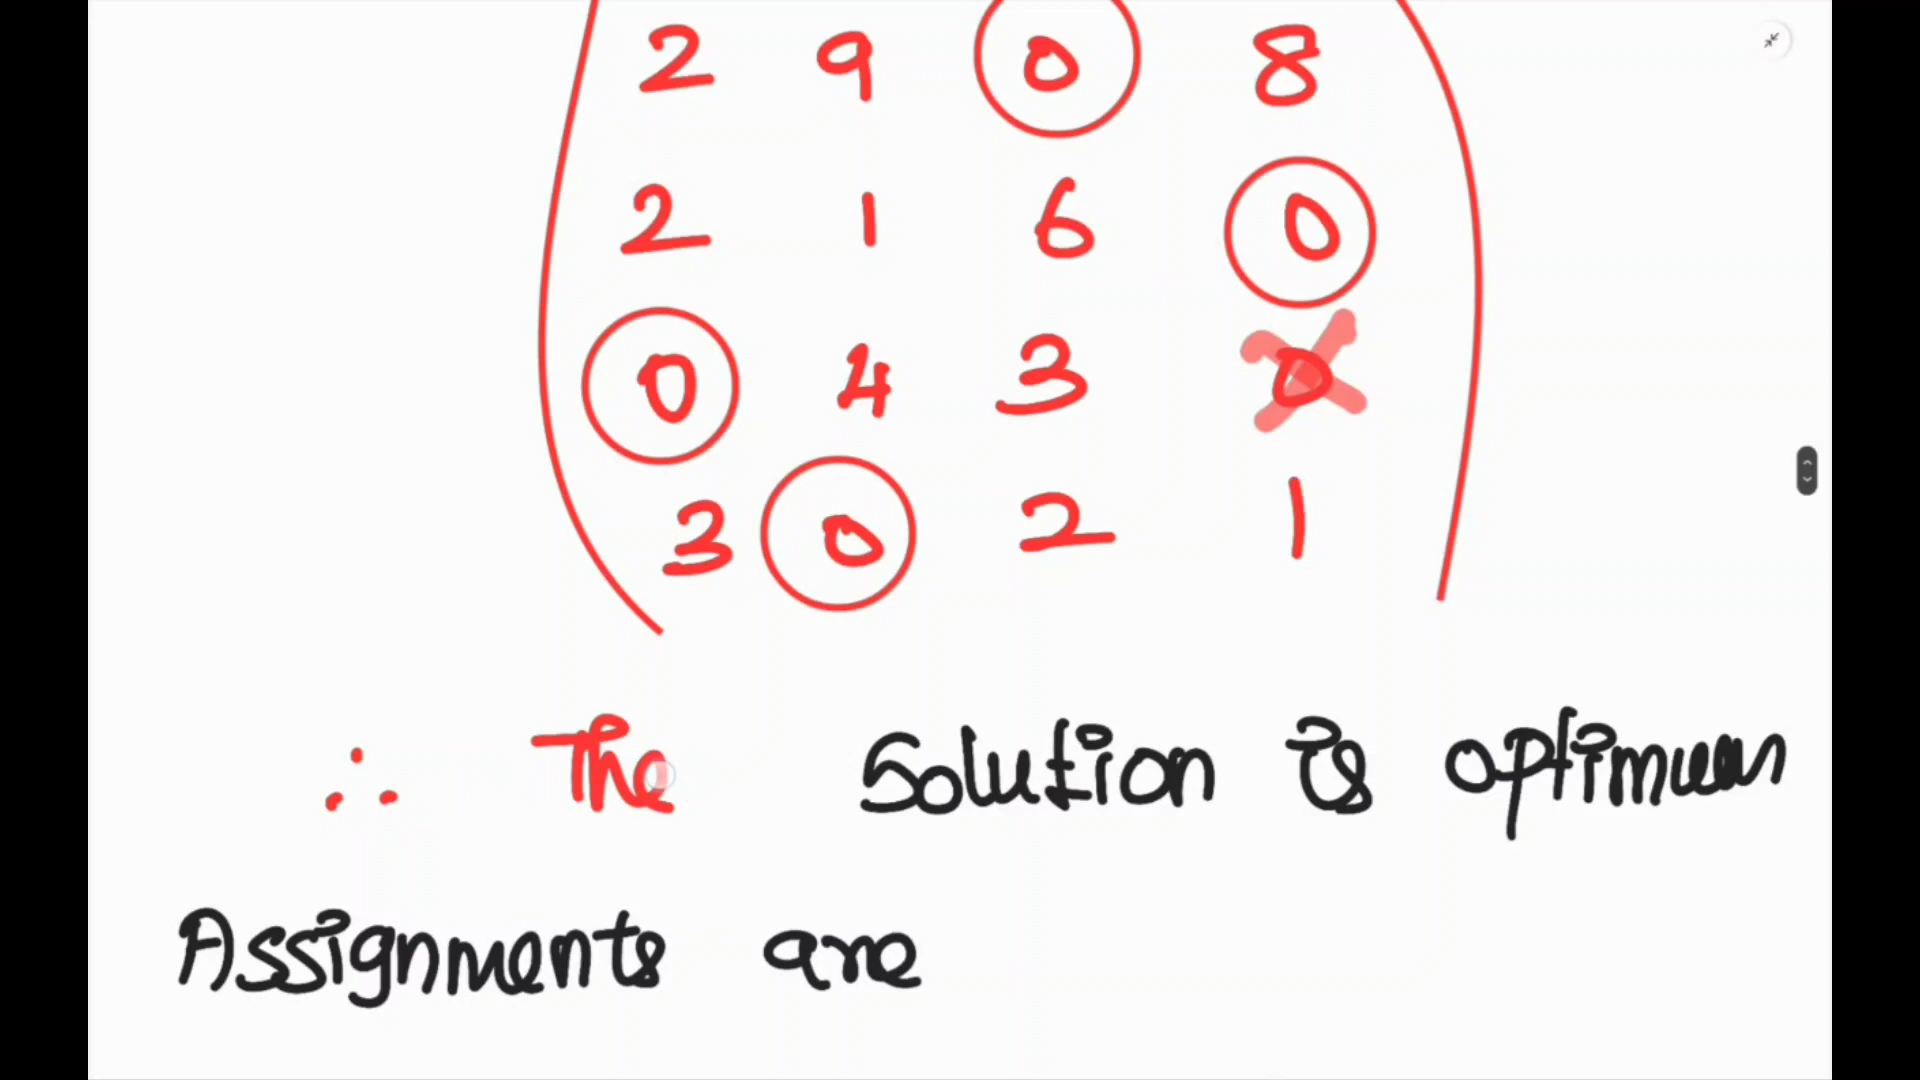 2 9 0 8
2 1 6 0
0 4 3 0
3 0 2 1
∴ The Solution is optimum
Assignments are